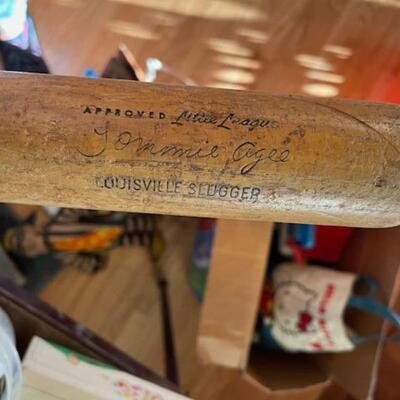 APPROVED Little League
Tommie Agee
LOUISVILLE SLUGGER